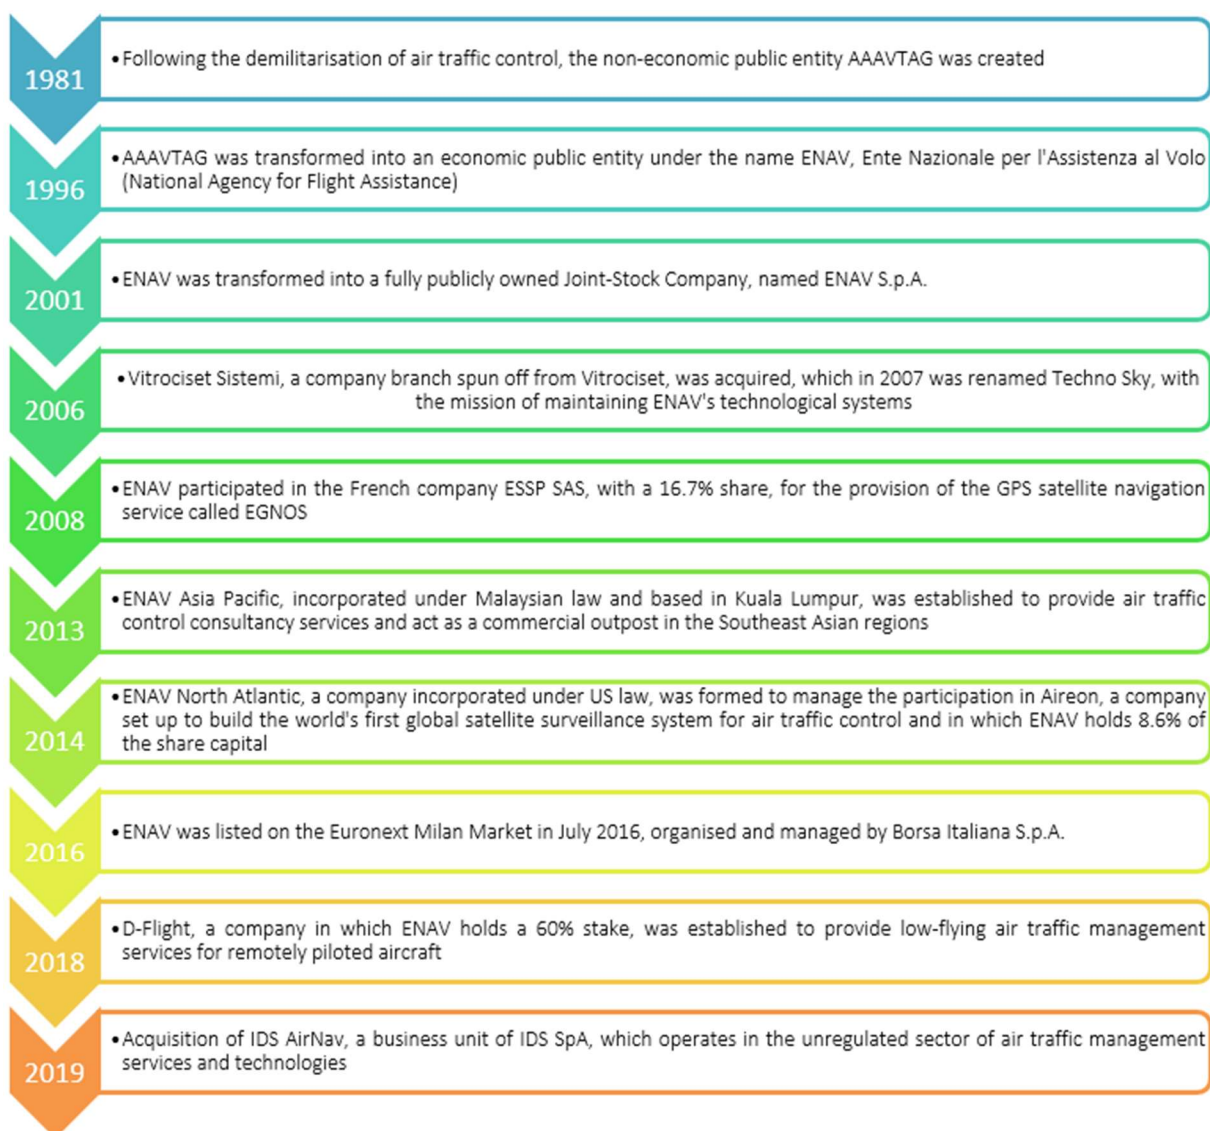 1981
•Following the demilitarisation of air traffic control, the non-economic public entity AAAVTAG was created
1996
•AAAVTAG was transformed into an economic public entity under the name ENAV, Ente Nazionale per l'Assistenza al Volo
(National Agency for Flight Assistance)
2001
•ENAV was transformed into a fully publicly owned Joint-Stock Company, named ENAV S.p.A.
2006
•Vitrociset Sistemi, a company branch spun off from Vitrociset, was acquired, which in 2007 was renamed Techno Sky, with
the mission of maintaining ENAV's technological systems
2008
•ENAV participated in the French company ESSP SAS, with a 16.7% share, for the provision of the GPS satellite navigation
service called EGNOS
2013
•ENAV Asia Pacific, incorporated under Malaysian law and based in Kuala Lumpur, was established to provide air traffic
control consultancy services and act as a commercial outpost in the Southeast Asian regions
2014
•ENAV North Atlantic, a company incorporated under US law, was formed to manage the participation in Aireon, a company
set up to build the world's first global satellite surveillance system for air traffic control and in which ENAV holds 8.6% of
the share capital
2016
•ENAV was listed on the Euronext Milan Market in July 2016, organised and managed by Borsa Italiana S.p.A.
2018
•D-Flight, a company in which ENAV holds a 60% stake, was established to provide low-flying air traffic management
services for remotely piloted aircraft
2019
•Acquisition of IDS AirNav, a business unit of IDS SpA, which operates in the unregulated sector of air traffic management
services and technologies